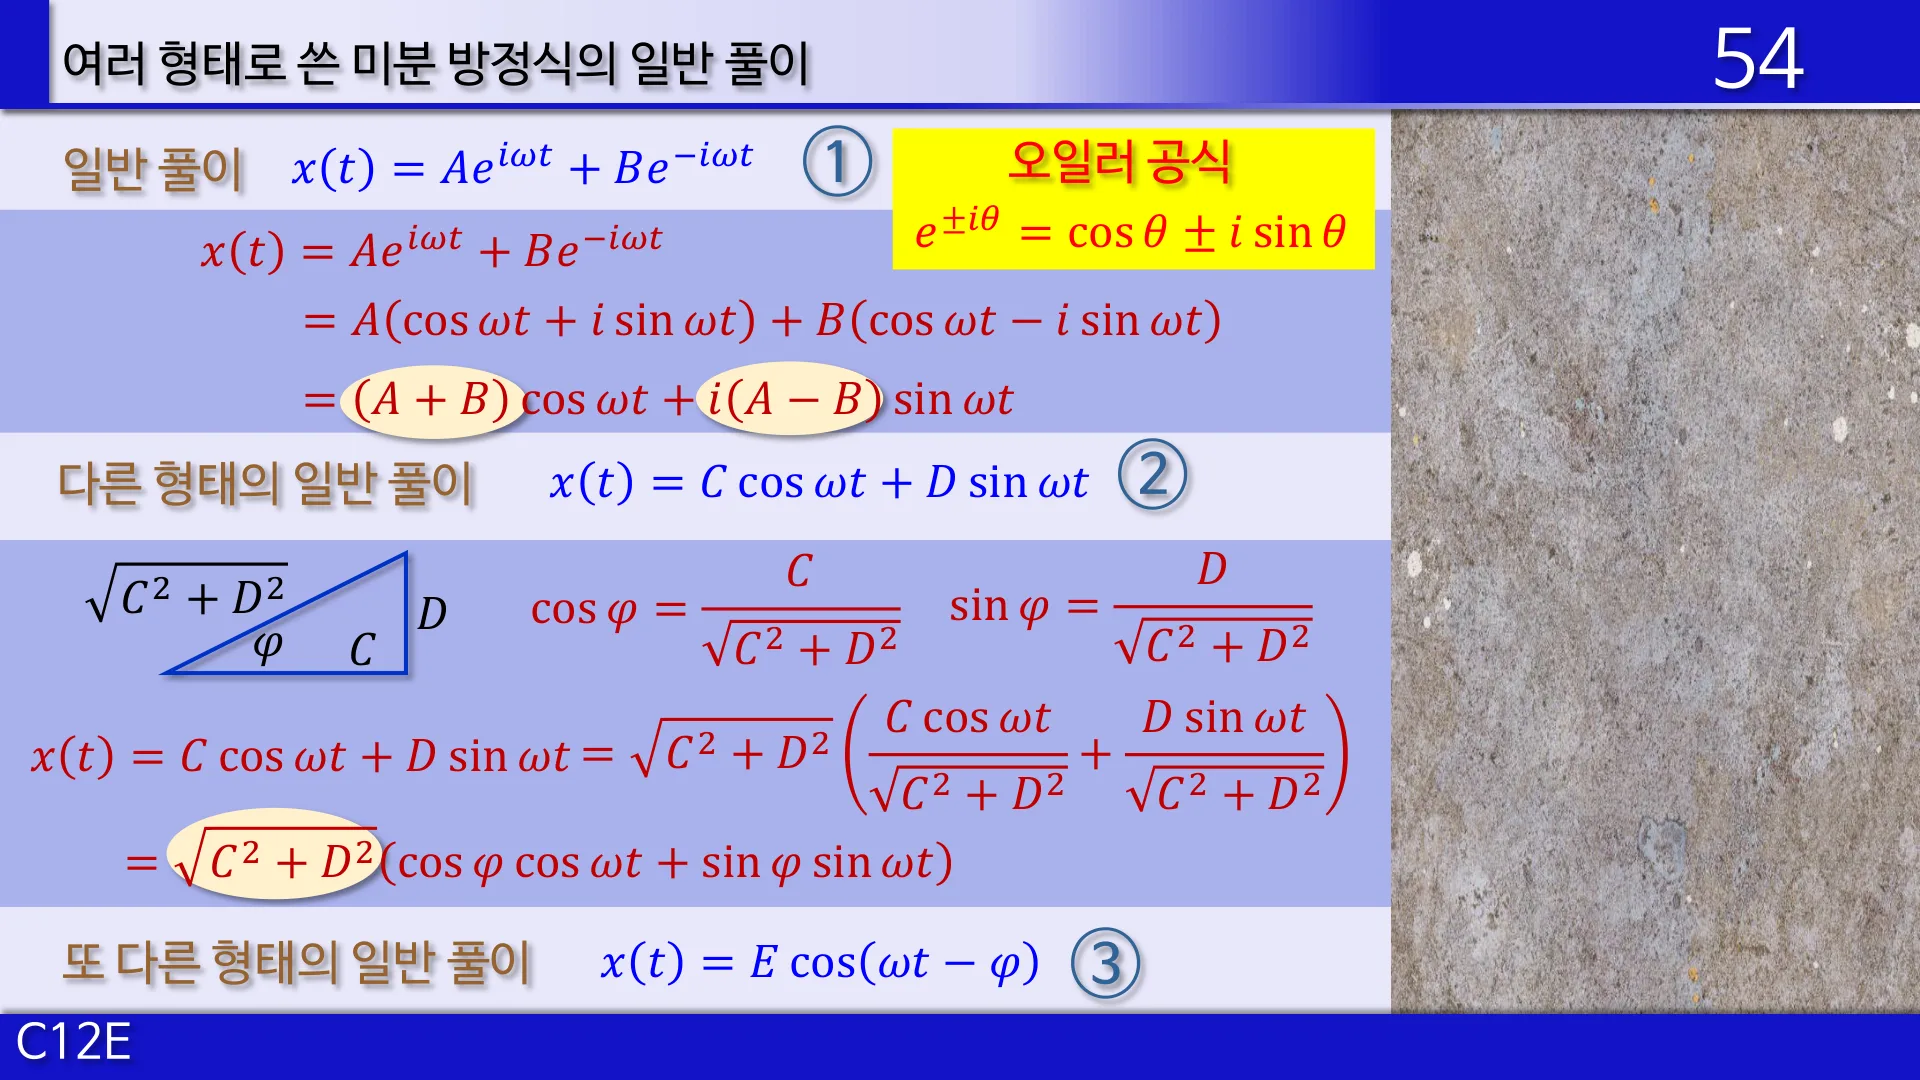 여러 형태로 쓴 미분 방정식의 일반 풀이 54
일반 풀이 x(t) = Ae^{iωt} + Be^{−iωt} ①
오일러 공식
e^{±iθ} = cos θ ± i sin θ
x(t) = Ae^{iωt} + Be^{−iωt}
= A(cos ωt + i sin ωt) + B(cos ωt − i sin ωt)
= (A + B) cos ωt + i(A − B) sin ωt
다른 형태의 일반 풀이 x(t) = C cos ωt + D sin ωt ②
√(C² + D²) φ C D
cos φ = C/√(C² + D²) sin φ = D/√(C² + D²)
x(t) = C cos ωt + D sin ωt = √(C² + D²) (C cos ωt/√(C² + D²) + D sin ωt/√(C² + D²))
= √(C² + D²)(cos φ cos ωt + sin φ sin ωt)
또 다른 형태의 일반 풀이 x(t) = E cos(ωt − φ) ③
C12E